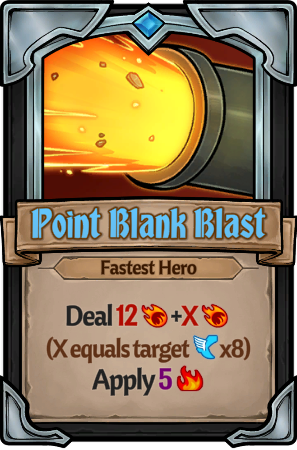 Point Blank Blast
Fastest Hero
Deal 12 +X
(X equals target x8)
Apply 5